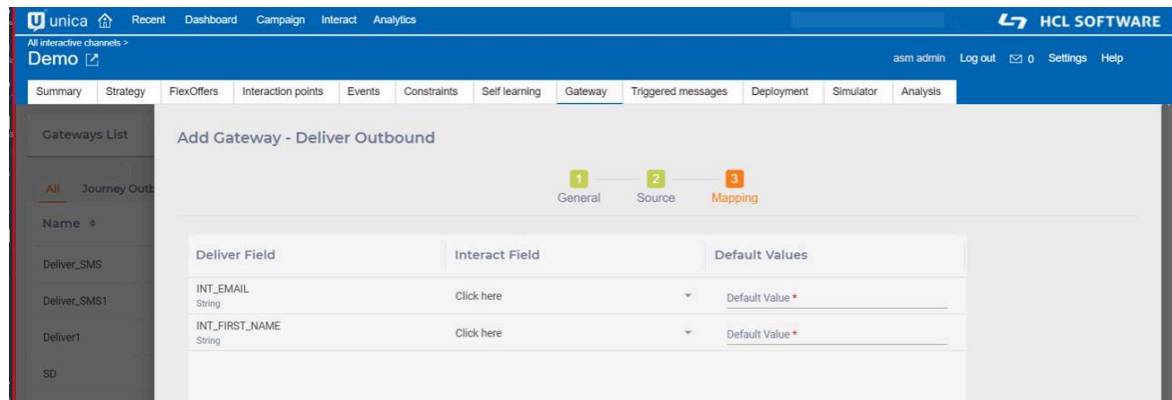 unica Recent Dashboard Campaign Interact Analytics HCL SOFTWARE
All interactive channels >
Demo asm admin Log out 0 Settings Help
Summary Strategy FlexOffers Interaction points Events Constraints Self learning Gateway Triggered messages Deployment Simulator Analysis
Gateways List
Add Gateway - Deliver Outbound
All Journey Outb
1 2 3
General Source Mapping
Name
Deliver Field Interact Field Default Values
Deliver_SMS
INT_EMAIL
String
Click here
Default Value *
Deliver_SMS1
INT_FIRST_NAME
String
Click here
Default Value *
Deliver1
SD